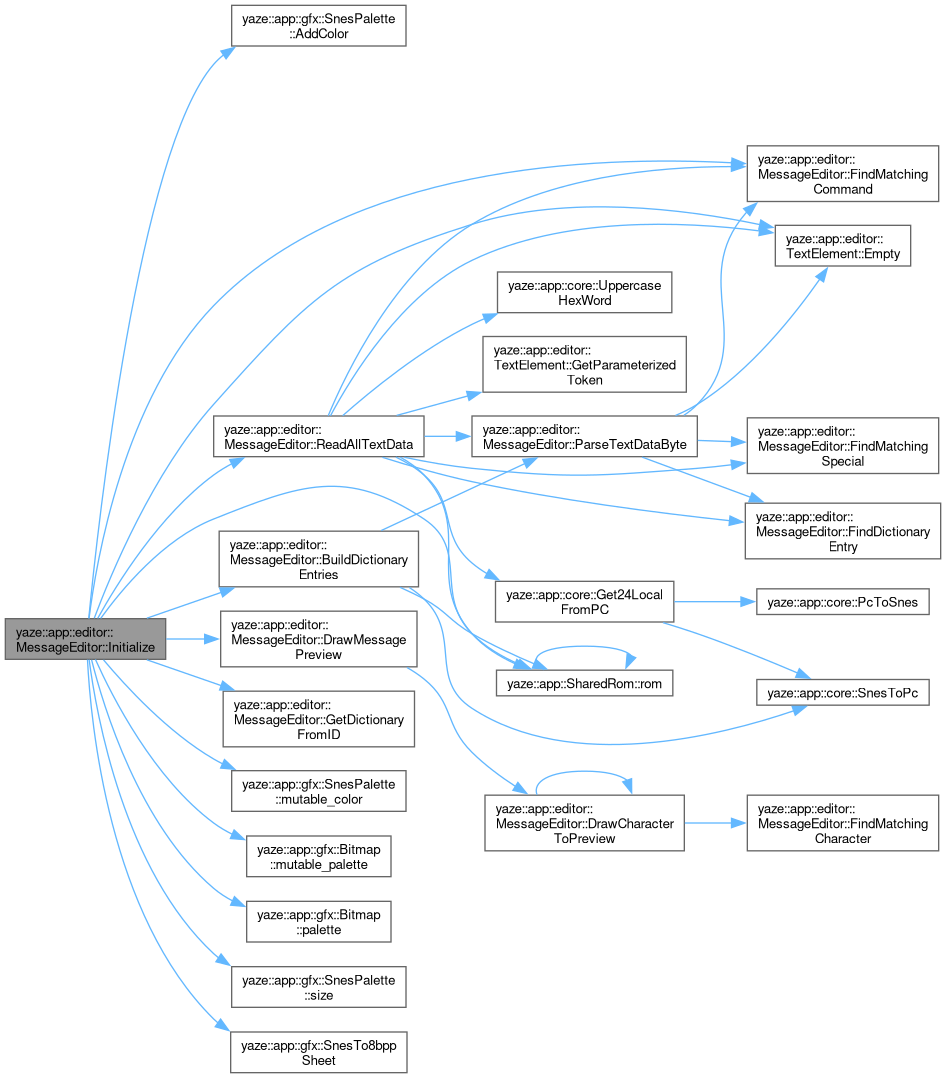 yaze::app::gfx::SnesPalette
::AddColor
yaze::app::editor::
MessageEditor::FindMatching
Command
yaze::app::editor::
TextElement::Empty
yaze::app::core::Uppercase
HexWord
yaze::app::editor::
TextElement::GetParameterized
Token
yaze::app::editor::
MessageEditor::ReadAllTextData
yaze::app::editor::
MessageEditor::ParseTextDataByte
yaze::app::editor::
MessageEditor::FindMatching
Special
yaze::app::editor::
MessageEditor::FindDictionary
Entry
yaze::app::editor::
MessageEditor::BuildDictionary
Entries
yaze::app::core::Get24Local
FromPC
yaze::app::core::PcToSnes
yaze::app::editor::
MessageEditor::Initialize
yaze::app::editor::
MessageEditor::DrawMessage
Preview
yaze::app::SharedRom::rom
yaze::app::core::SnesToPc
yaze::app::editor::
MessageEditor::GetDictionary
FromID
yaze::app::gfx::SnesPalette
::mutable_color
yaze::app::editor::
MessageEditor::DrawCharacter
ToPreview
yaze::app::editor::
MessageEditor::FindMatching
Character
yaze::app::gfx::Bitmap
::mutable_palette
yaze::app::gfx::Bitmap
::palette
yaze::app::gfx::SnesPalette
::size
yaze::app::gfx::SnesTo8bpp
Sheet